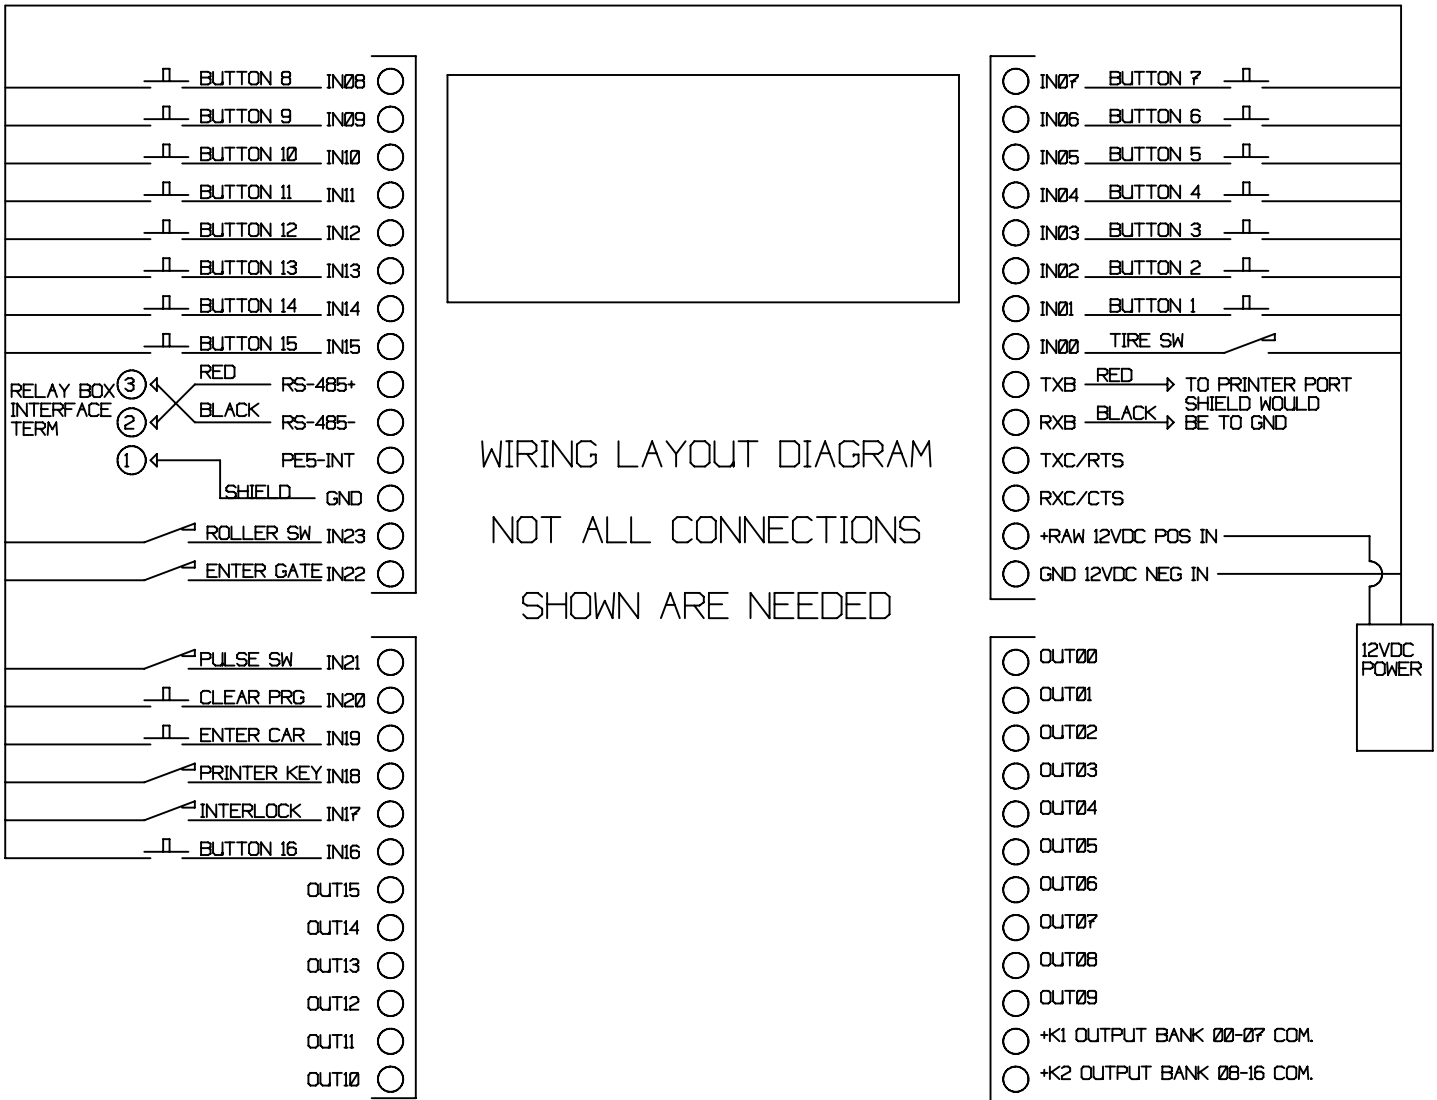 BUTTON 8 IN08
BUTTON 9 IN09
BUTTON 10 IN10
BUTTON 11 IN11
BUTTON 12 IN12
BUTTON 13 IN13
BUTTON 14 IN14
BUTTON 15 IN15
RELAY BOX
INTERFACE
TERM
3
2
1
RED RS-485+
BLACK RS-485-
PE5-INT
SHIELD GND
ROLLER SW IN23
ENTER GATE IN22
PULSE SW IN21
CLEAR PRG IN20
ENTER CAR IN19
PRINTER KEY IN18
INTERLOCK IN17
BUTTON 16 IN16
OUT15
OUT14
OUT13
OUT12
OUT11
OUT10
WIRING LAYOUT DIAGRAM
NOT ALL CONNECTIONS
SHOWN ARE NEEDED
IN07 BUTTON 7
IN06 BUTTON 6
IN05 BUTTON 5
IN04 BUTTON 4
IN03 BUTTON 3
IN02 BUTTON 2
IN01 BUTTON 1
IN00 TIRE SW
TXB RED
RXB BLACK
TO PRINTER PORT
SHIELD WOULD
BE TO GND
TXC/RTS
RXC/CTS
+RAW 12VDC POS IN
GND 12VDC NEG IN
12VDC
POWER
OUT00
OUT01
OUT02
OUT03
OUT04
OUT05
OUT06
OUT07
OUT08
OUT09
+K1 OUTPUT BANK 00-07 COM.
+K2 OUTPUT BANK 08-16 COM.